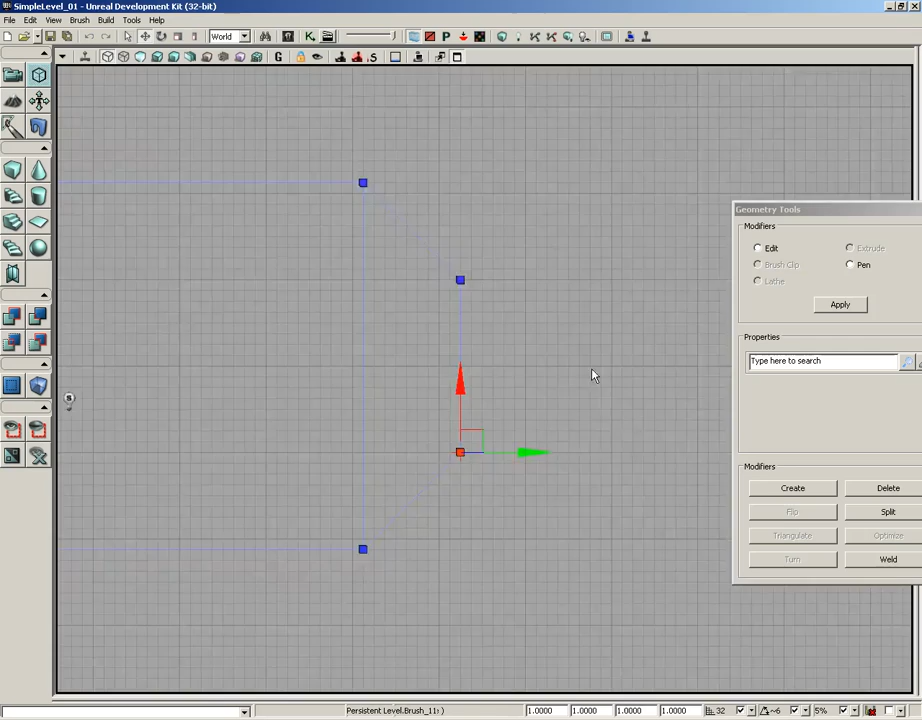 SimpleLevel_01 - Unreal Development Kit (32-bit)
File Edit View Brush Build Tools Help
World
K P
G S
S
Geometry Tools
Modifiers
Edit Extrude
Brush Clip Pen
Lathe
Apply
Properties
Type here to search
Modifiers
Create Delete
Flip Split
Triangulate Optimize
Turn Weld
Persistent Level.Brush_11: ) 1.0000 1.0000 1.0000 1.0000 32 ~6 5%